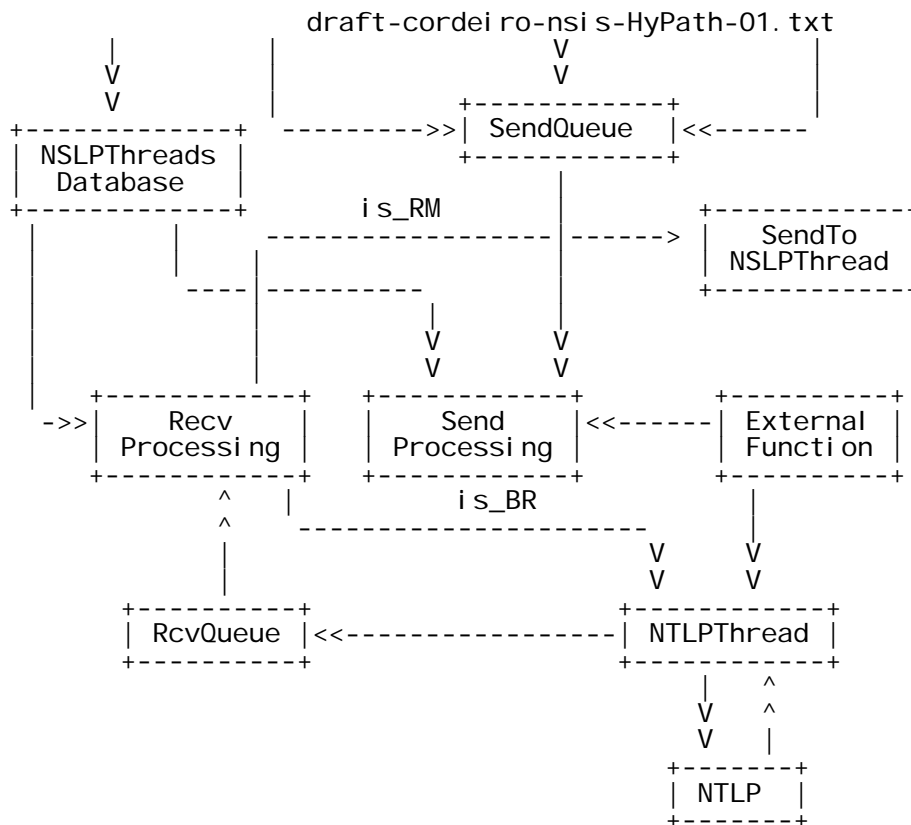 draft-cordeiro-nsis-HyPath-01.txt
SendQueue
NSLPThreads
Database
is_RM
SendTo
NSLPThread
Recv
Processing
Send
Processing
External
Function
is_BR
RcvQueue
NTLPThread
NTLP